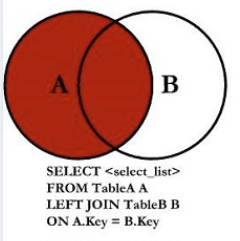 A B
SELECT <select_list>
FROM TableA A
LEFT JOIN TableB B
ON A.Key = B.Key